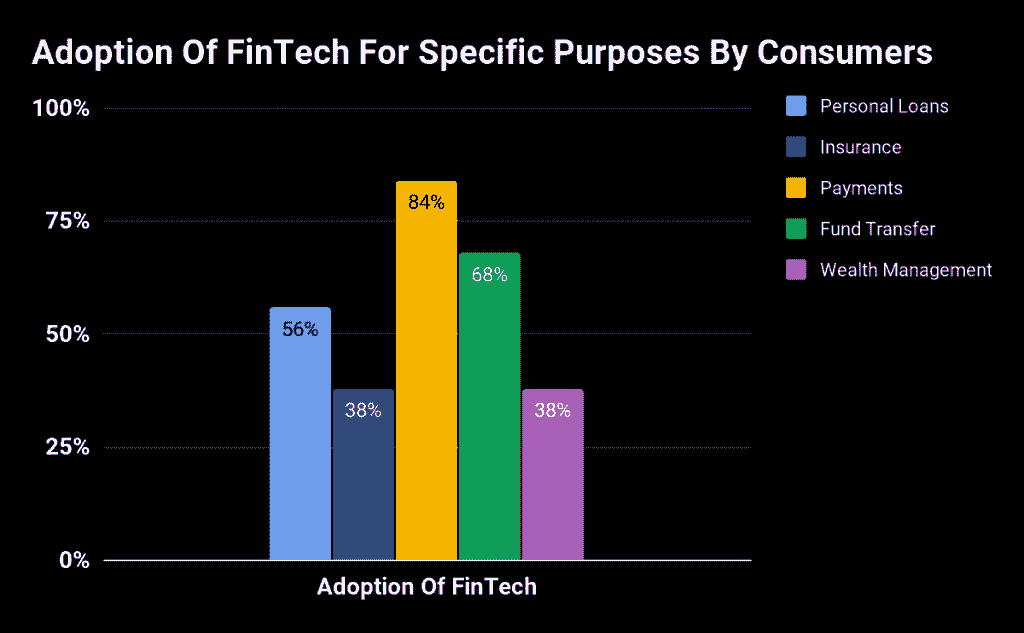 Adoption Of FinTech For Specific Purposes By Consumers
100%
75%
50%
25%
0%
56%
38%
84%
68%
38%
Adoption Of FinTech
Personal Loans
Insurance
Payments
Fund Transfer
Wealth Management